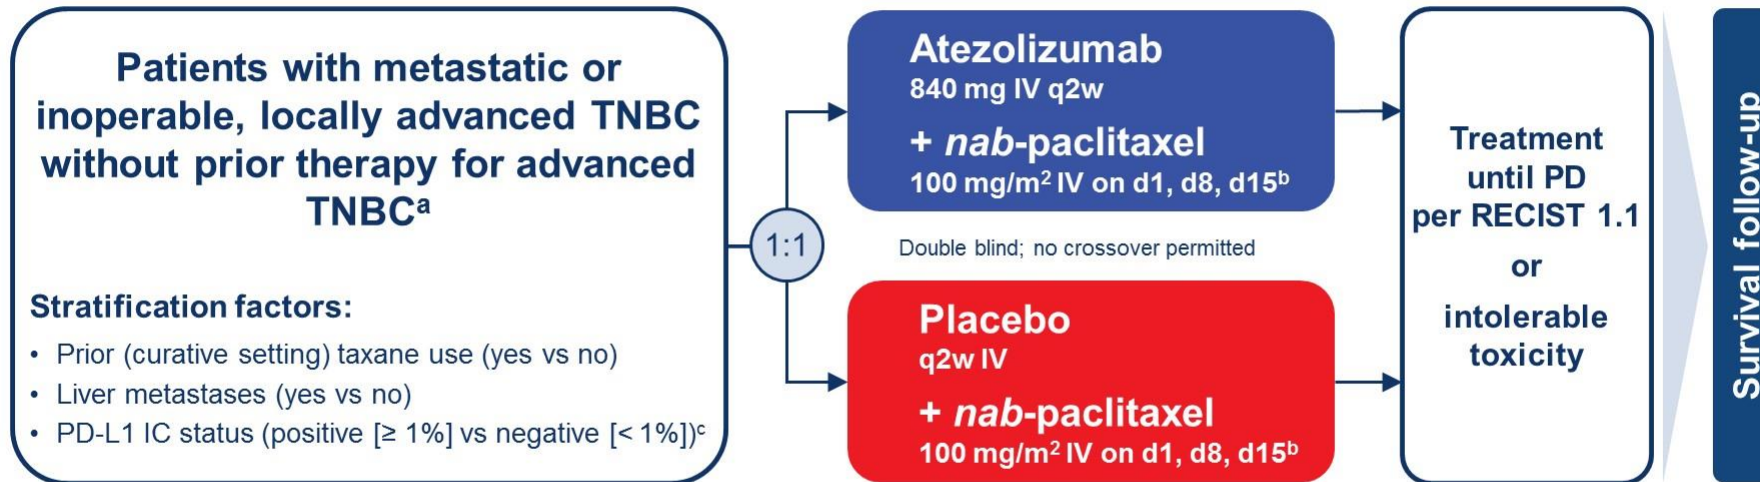 Patients with metastatic or
inoperable, locally advanced TNBC
without prior therapy for advanced
TNBCᵃ
Stratification factors:
• Prior (curative setting) taxane use (yes vs no)
• Liver metastases (yes vs no)
• PD-L1 IC status (positive [≥ 1%] vs negative [< 1%])ᶜ
1:1
Atezolizumab
840 mg IV q2w
+ nab-paclitaxel
100 mg/m² IV on d1, d8, d15ᵇ
Double blind; no crossover permitted
Placebo
q2w IV
+ nab-paclitaxel
100 mg/m² IV on d1, d8, d15ᵇ
Treatment
until PD
per RECIST 1.1
or
intolerable
toxicity
Survival follow-up